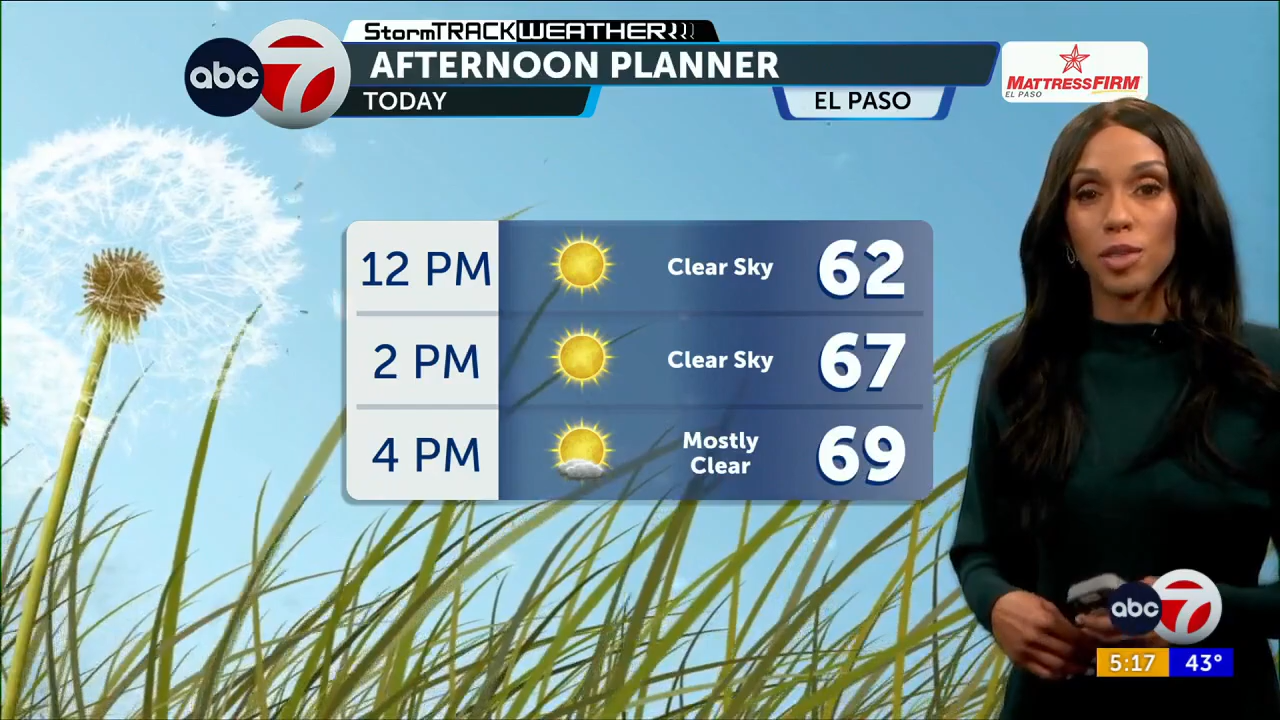 StormTRACKWEATHER
abc 7
AFTERNOON PLANNER
TODAY
EL PASO
MATTRESSFIRM
EL PASO
12 PM Clear Sky 62
2 PM Clear Sky 67
4 PM Mostly Clear 69
abc 7
5:17 43°